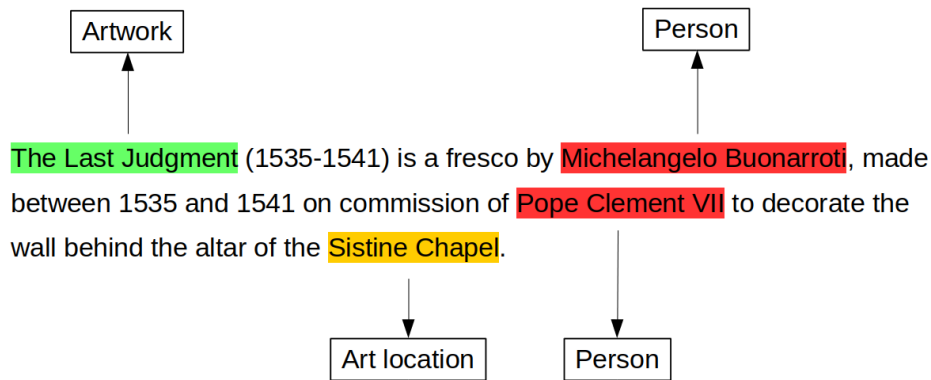 Artwork
Person
The Last Judgment (1535-1541) is a fresco by Michelangelo Buonarroti, made
between 1535 and 1541 on commission of Pope Clement VII to decorate the
wall behind the altar of the Sistine Chapel.
Art location
Person